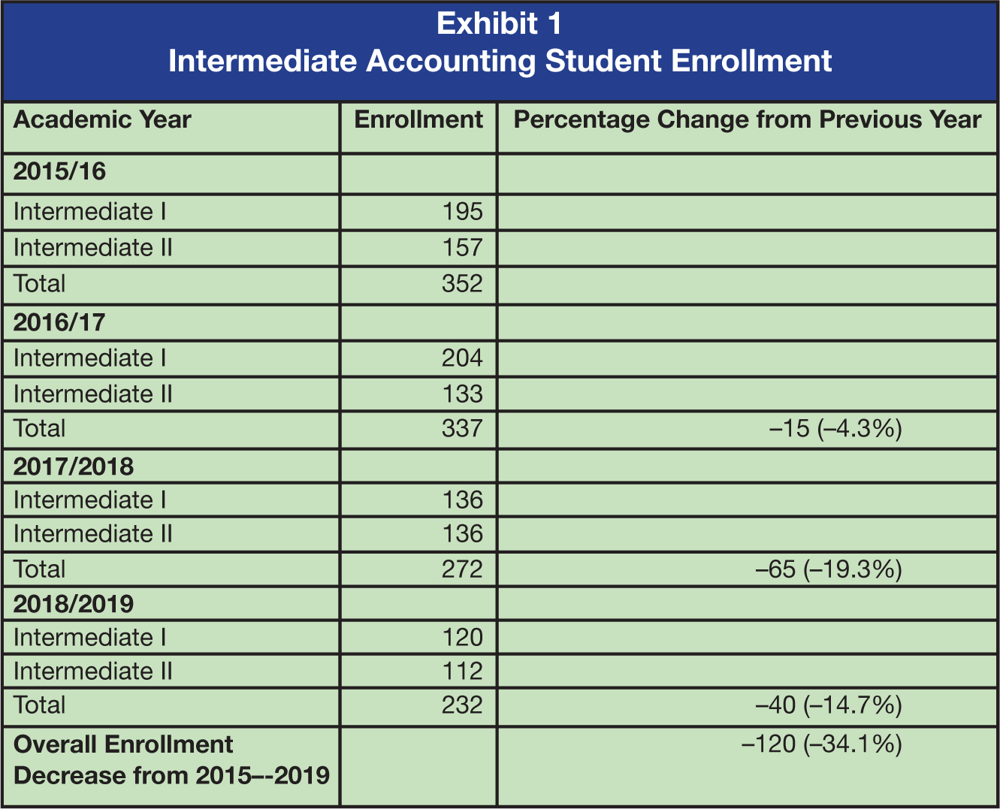 Exhibit 1
Intermediate Accounting Student Enrollment
Academic Year Enrollment Percentage Change from Previous Year
2015/16
Intermediate I 195
Intermediate II 157
Total 352
2016/17
Intermediate I 204
Intermediate II 133
Total 337 –15 (–4.3%)
2017/2018
Intermediate I 136
Intermediate II 136
Total 272 –65 (–19.3%)
2018/2019
Intermediate I 120
Intermediate II 112
Total 232 –40 (–14.7%)
Overall Enrollment –120 (–34.1%)
Decrease from 2015–-2019